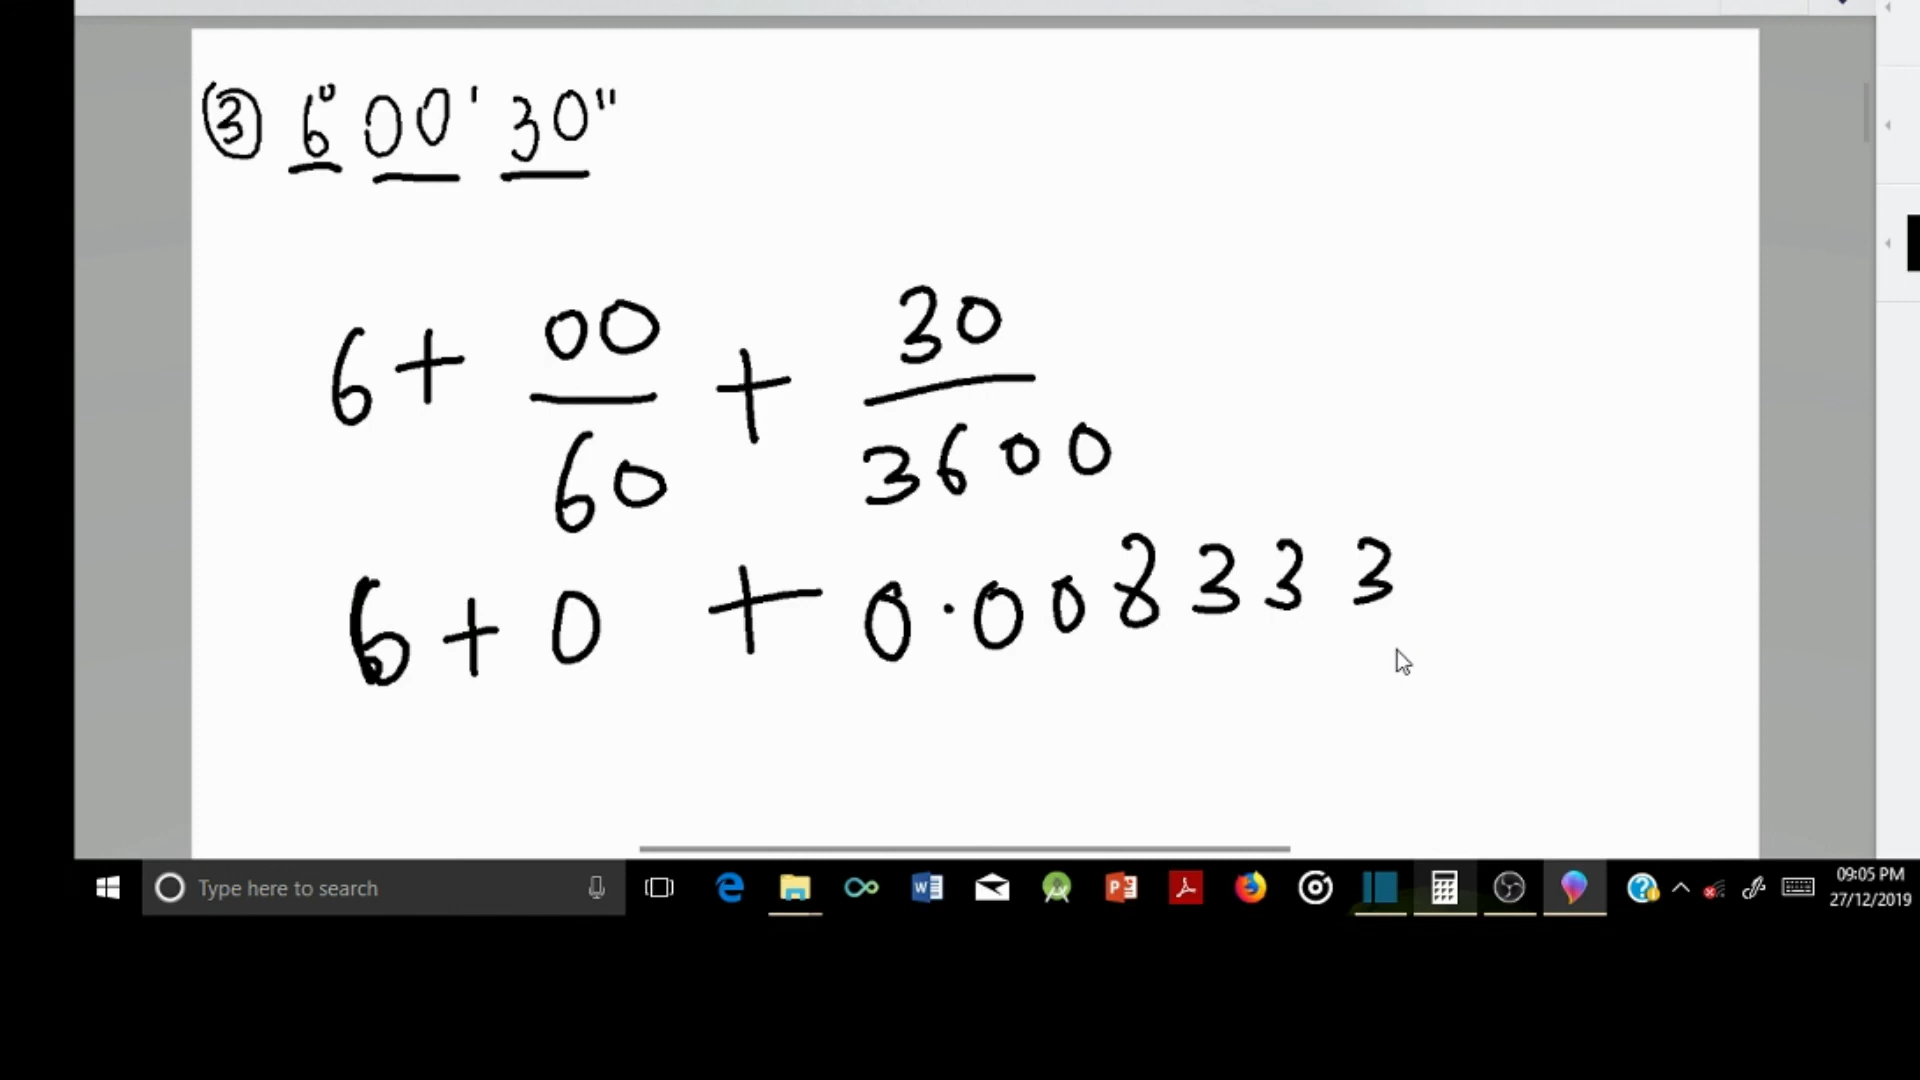 ③ 6° 00' 30"
6 + 00/60 + 30/3600
6 + 0 + 0.008333
Type here to search
09:05 PM
27/12/2019